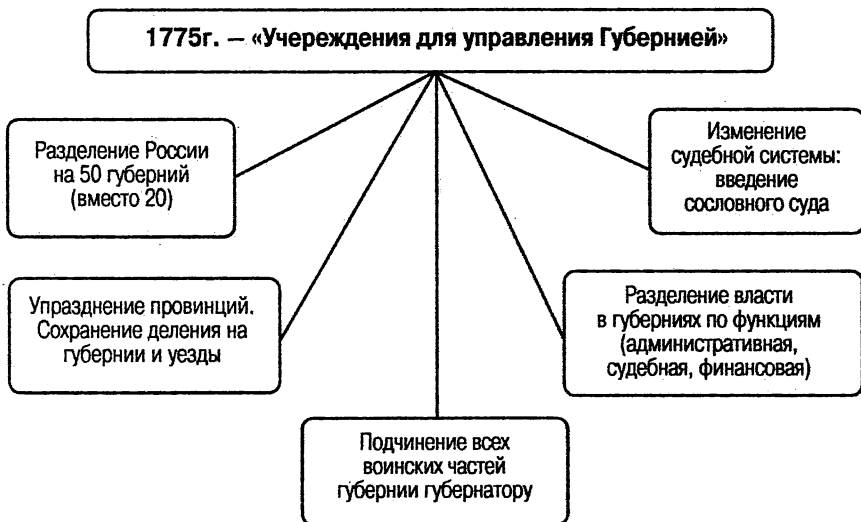 1775г. – «Учереждения для управления Губернией»
Разделение России
на 50 губерний
(вместо 20)
Изменение
судебной системы:
введение
сословного суда
Упразднение провинций.
Сохранение деления на
губернии и уезды
Разделение власти
в губерниях по функциям
(административная,
судебная, финансовая)
Подчинение всех
воинских частей
губернии губернатору